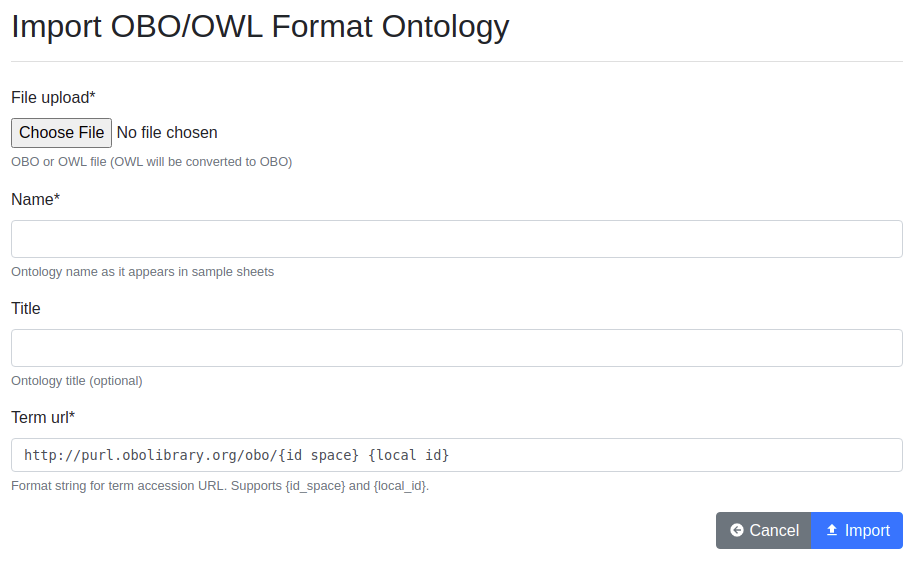 Import OBO/OWL Format Ontology
File upload*
Choose File No file chosen
OBO or OWL file (OWL will be converted to OBO)
Name*
Ontology name as it appears in sample sheets
Title
Ontology title (optional)
Term url*
http://purl.obolibrary.org/obo/{id space} {local id}
Format string for term accession URL. Supports {id_space} and {local_id}.
Cancel Import